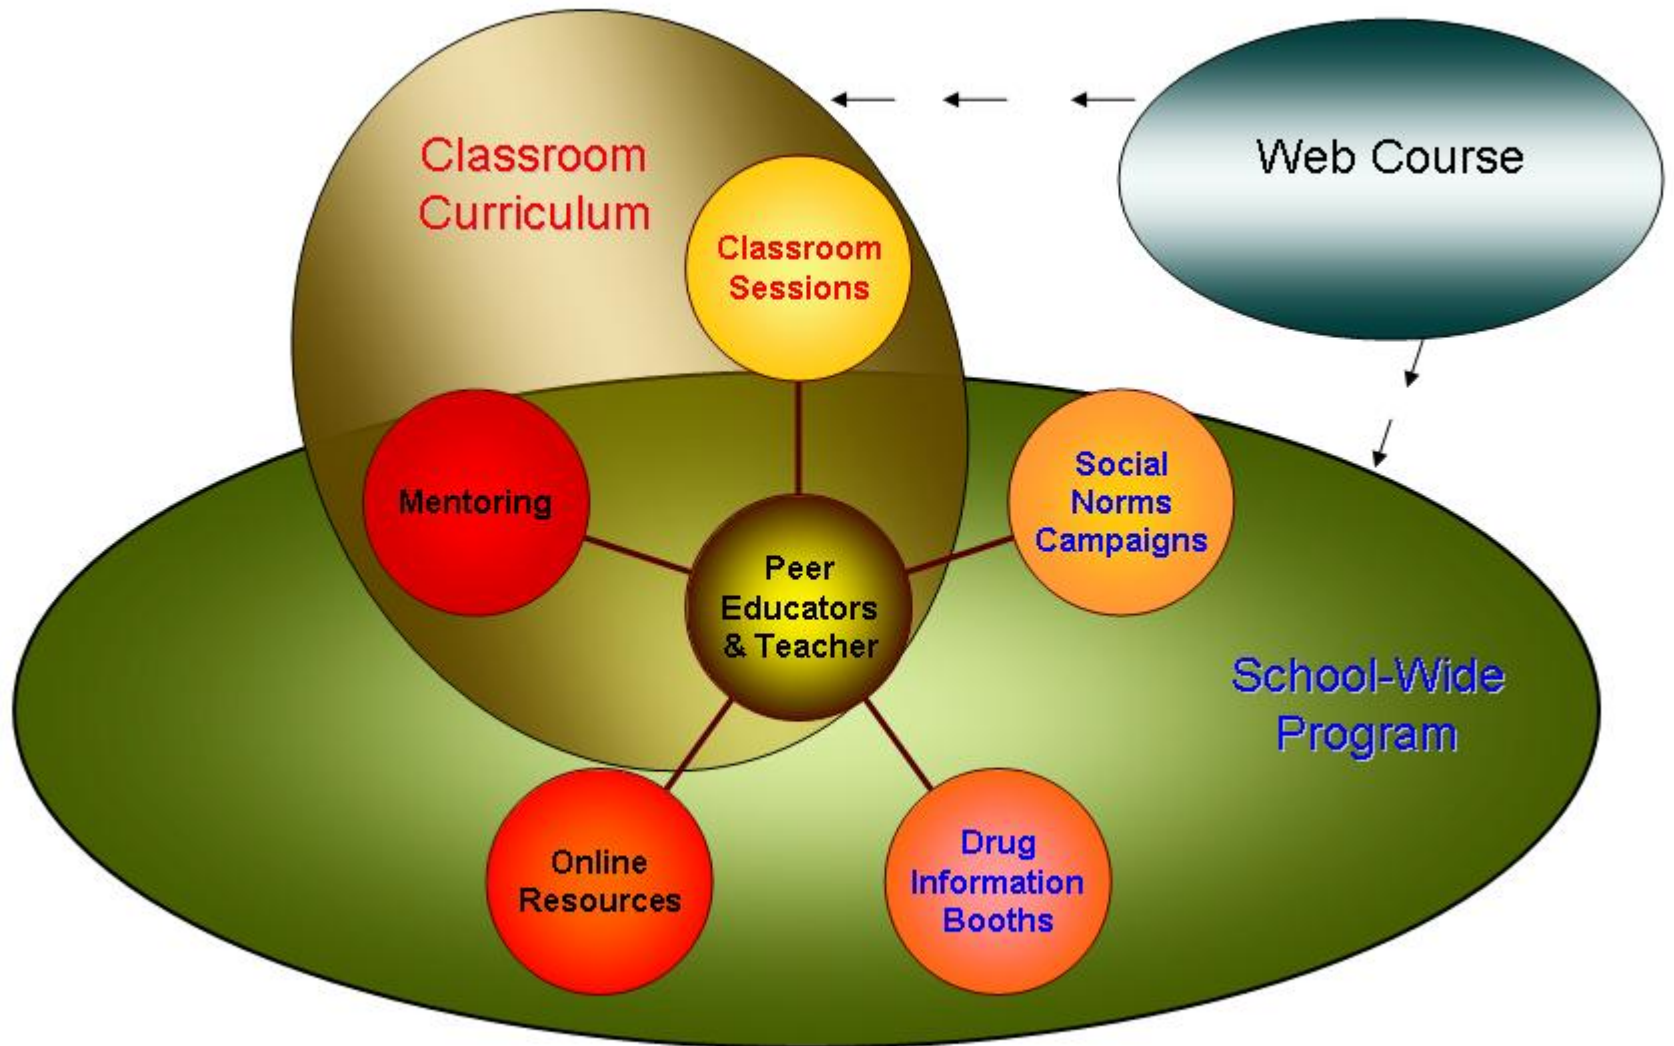 Classroom
Curriculum
Web Course
Classroom
Sessions
Mentoring
Social
Norms
Campaigns
Peer
Educators
& Teacher
School-Wide
Program
Online
Resources
Drug
Information
Booths